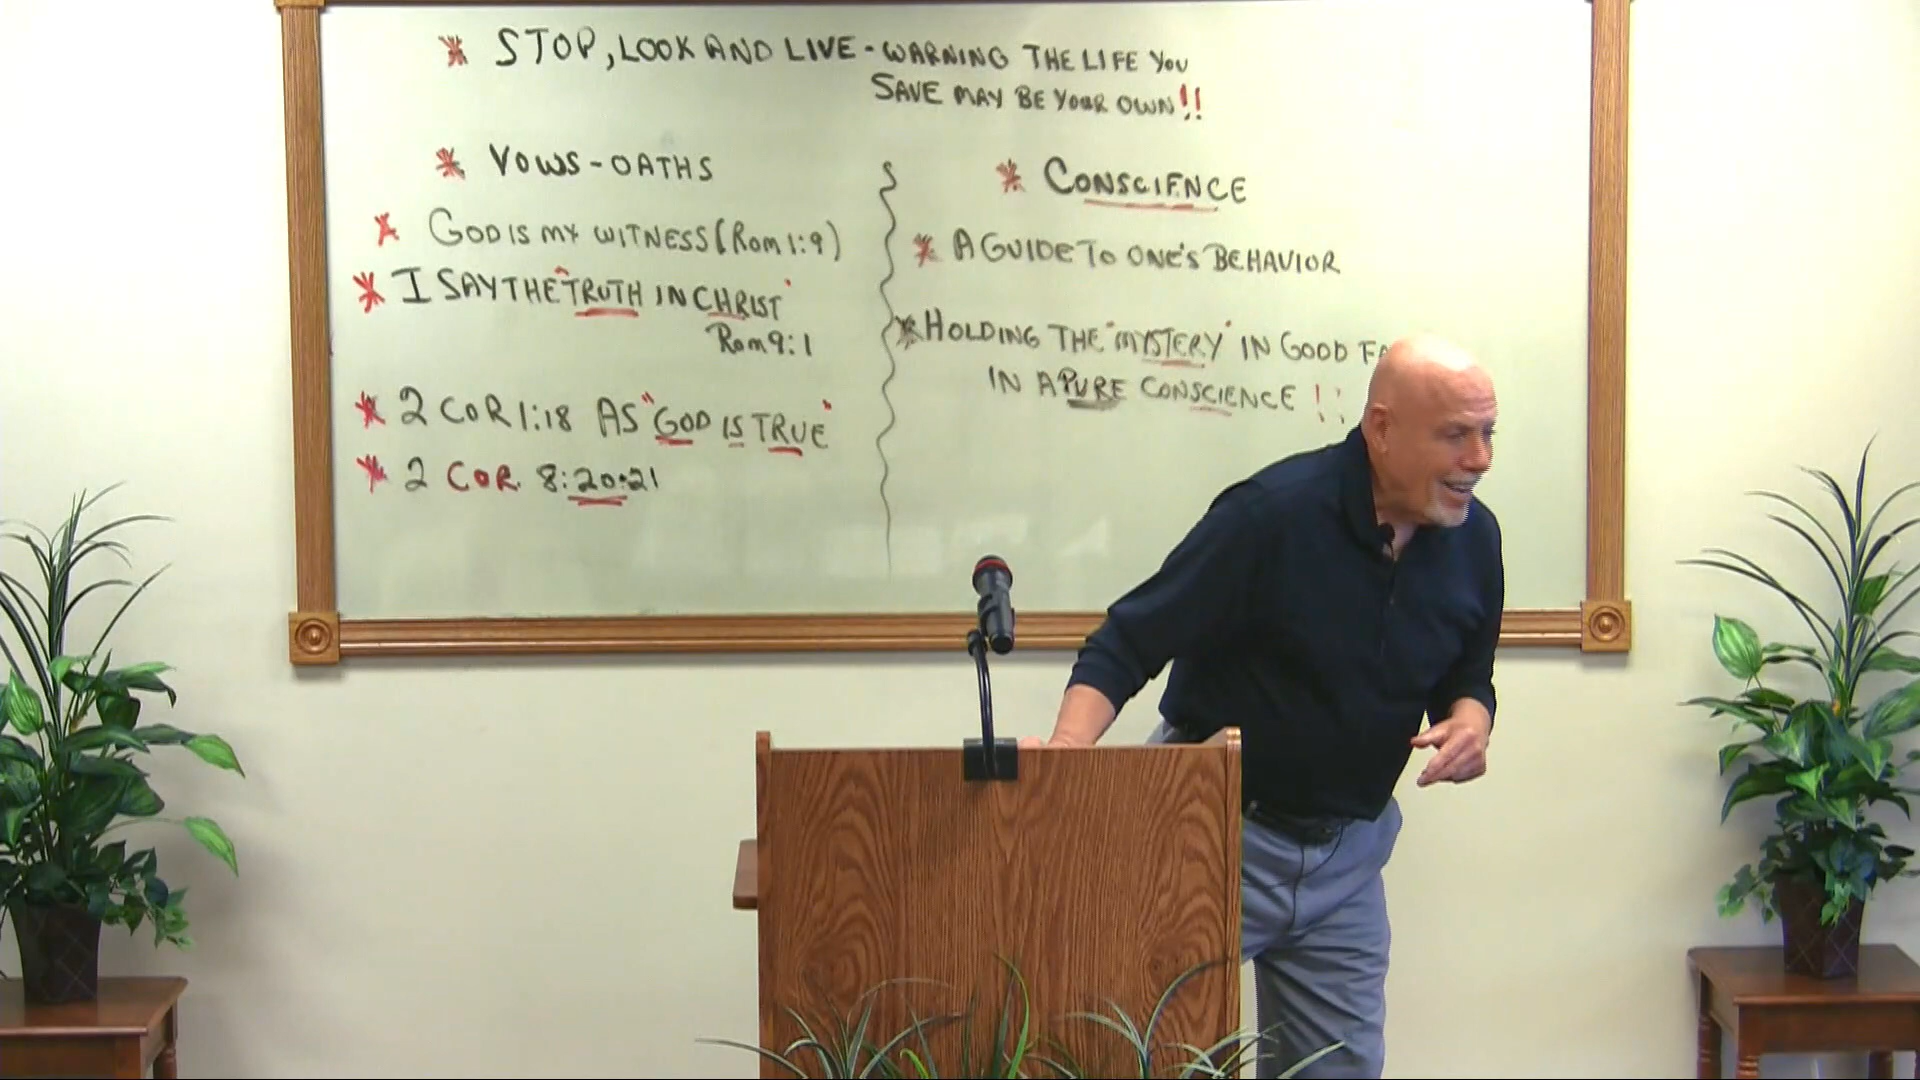 * STOP, LOOK AND LIVE - WARNING THE LIFE YOU
SAVE MAY BE YOUR OWN!!
* VOWS - OATHS
* GOD IS MY WITNESS (Rom 1:9)
* I SAY THE "TRUTH IN CHRIST"
Rom 9:1
* 2 COR 1:18 AS "GOD IS TRUE"
* 2 COR. 8:20-21
* CONSCIENCE
* A GUIDE TO ONE'S BEHAVIOR
* HOLDING THE "MYSTERY" IN GOOD
IN A PURE CONSCIENCE !!